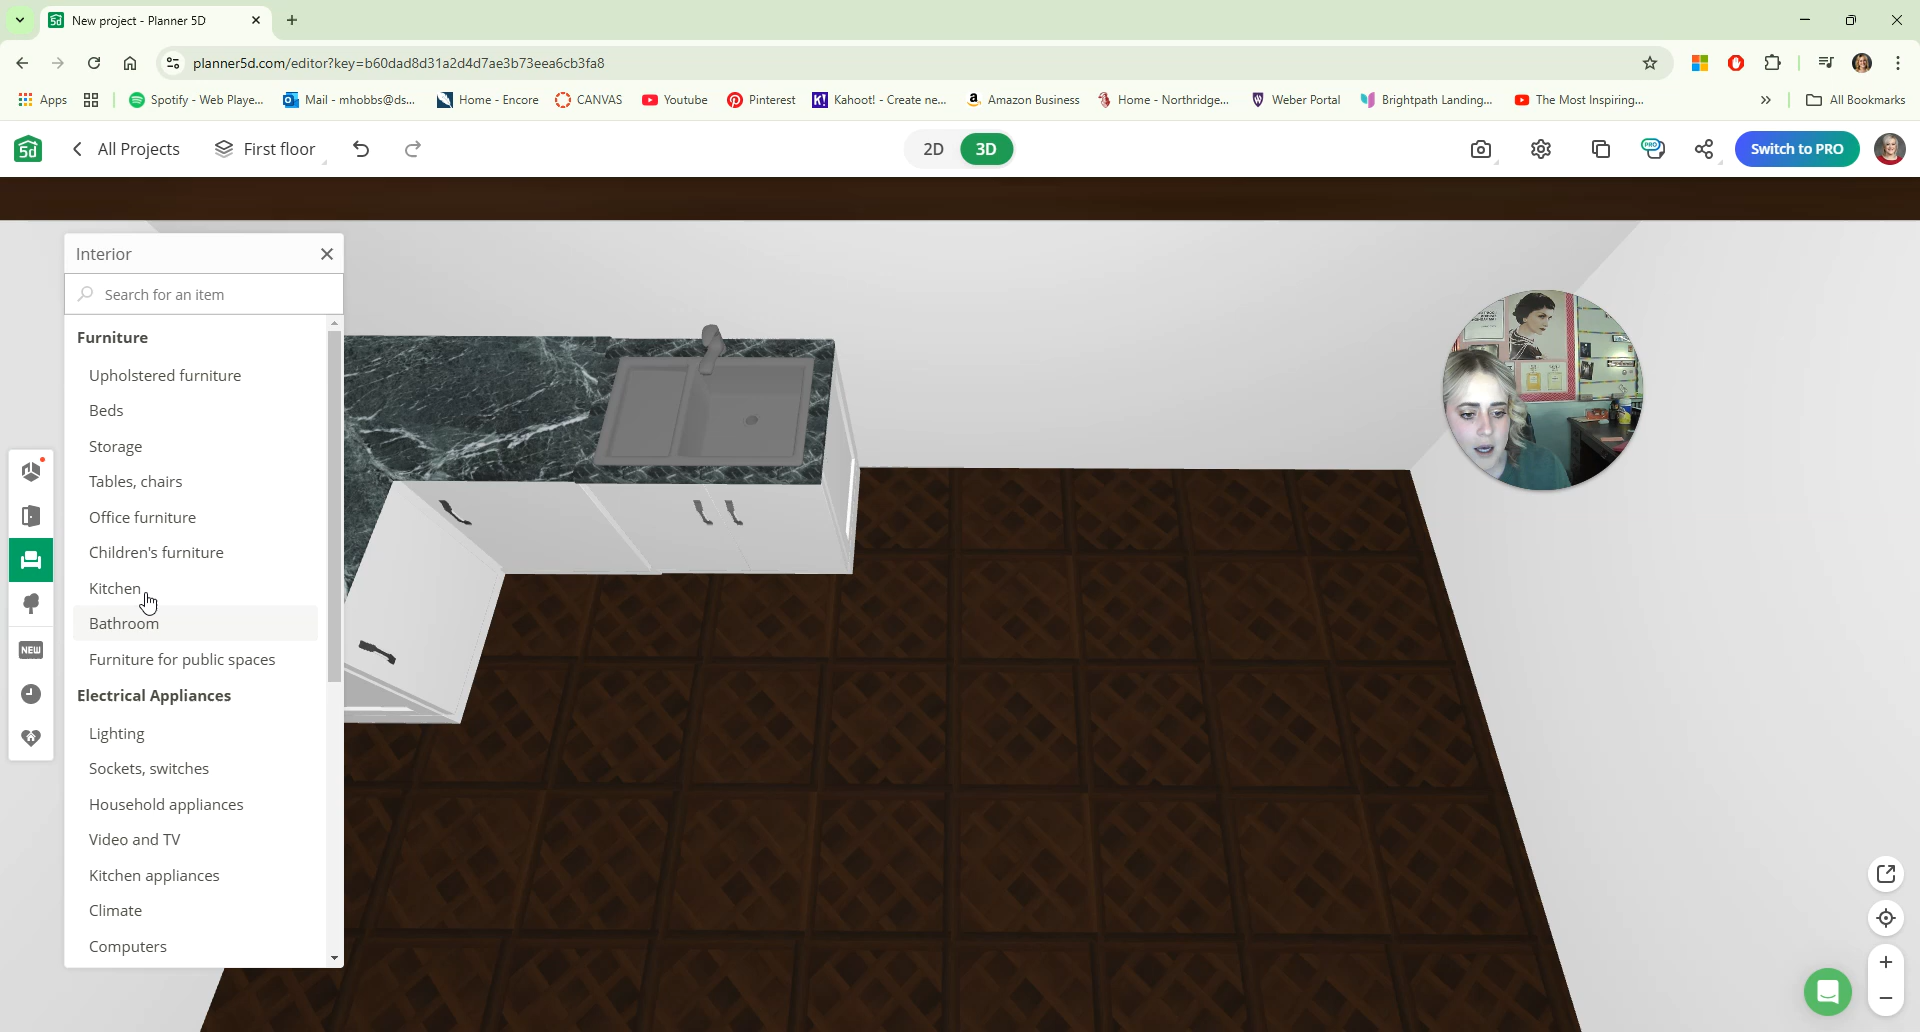 New project - Planner 5D
planner5d.com/editor?key=b60dad8d31a2d4d7ae3b73eea6cb3fa8
Apps Spotify - Web Playe... Mail - mhobbs@ds... Home - Encore CANVAS Youtube Pinterest Kahoot! - Create ne... Amazon Business Home - Northridge... Weber Portal Brightpath Landing... The Most Inspiring... All Bookmarks
5d All Projects First floor 2D 3D PRO Switch to PRO
Interior
Search for an item
Furniture
Upholstered furniture
Beds
Storage
Tables, chairs
Office furniture
Children's furniture
Kitchen
Bathroom
NEW
Furniture for public spaces
Electrical Appliances
Lighting
Sockets, switches
Household appliances
Video and TV
Kitchen appliances
Climate
Computers